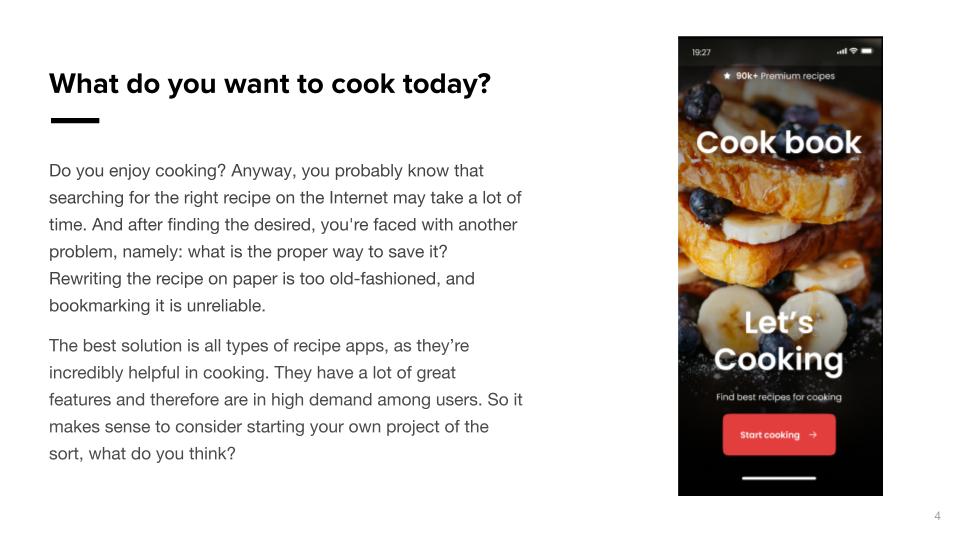 What do you want to cook today?
Do you enjoy cooking? Anyway, you probably know that
searching for the right recipe on the Internet may take a lot of
time. And after finding the desired, you're faced with another
problem, namely: what is the proper way to save it?
Rewriting the recipe on paper is too old-fashioned, and
bookmarking it is unreliable.
The best solution is all types of recipe apps, as they’re
incredibly helpful in cooking. They have a lot of great
features and therefore are in high demand among users. So it
makes sense to consider starting your own project of the
sort, what do you think?
19:27
★ 90k+ Premium recipes
Cook book
Let’s
Cooking
Find best recipes for cooking
Start cooking →
4